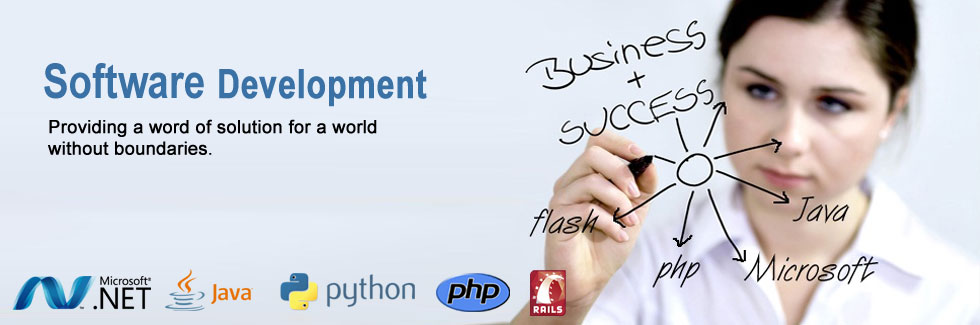 Software Development
Providing a word of solution for a world
without boundaries.
Business
+
SUCCESS
flash
php
Microsoft
Java
Microsoft®
.NET
Java
python
php
RAILS